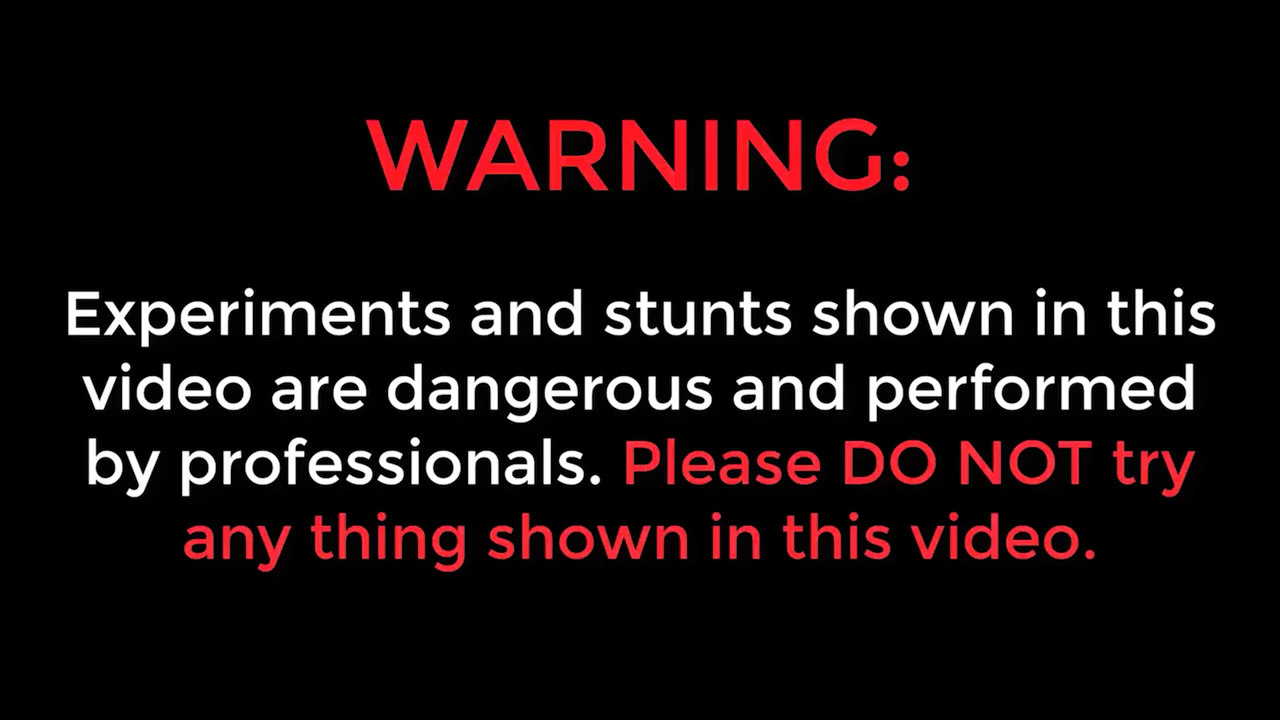 WARNING:
Experiments and stunts shown in this
video are dangerous and performed
by professionals. Please DO NOT try
any thing shown in this video.